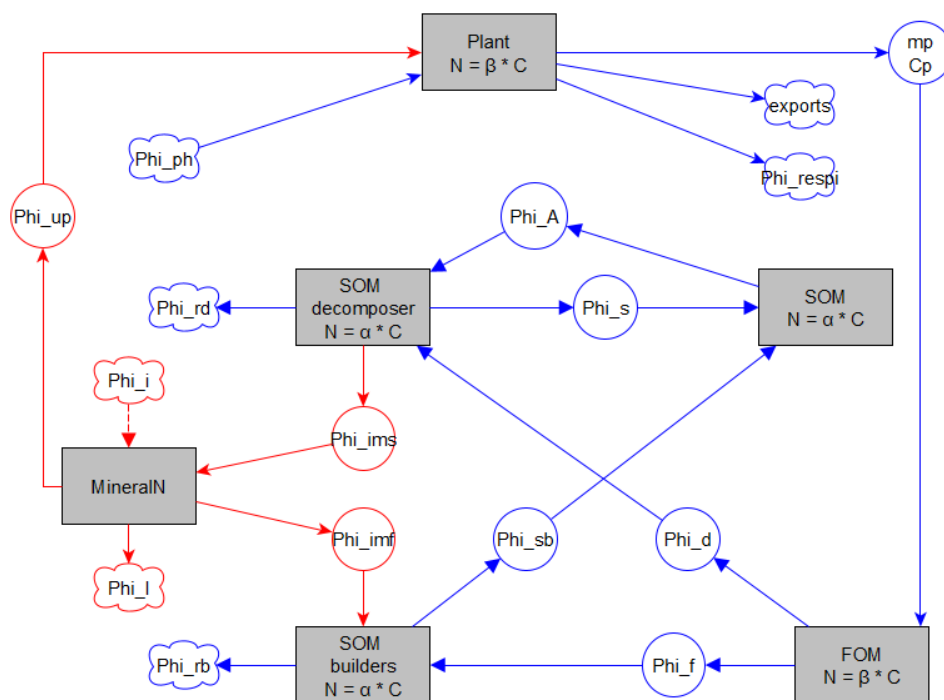 Plant
N = β * C
mp
Cp
exports
Phi_ph
Phi_respi
Phi_up
Phi_A
SOM
decomposer
N = α * C
Phi_rd
Phi_s
SOM
N = α * C
Phi_i
Phi_ims
MineralN
Phi_imf
Phi_sb
Phi_d
Phi_l
SOM
builders
N = α * C
Phi_rb
Phi_f
FOM
N = β * C